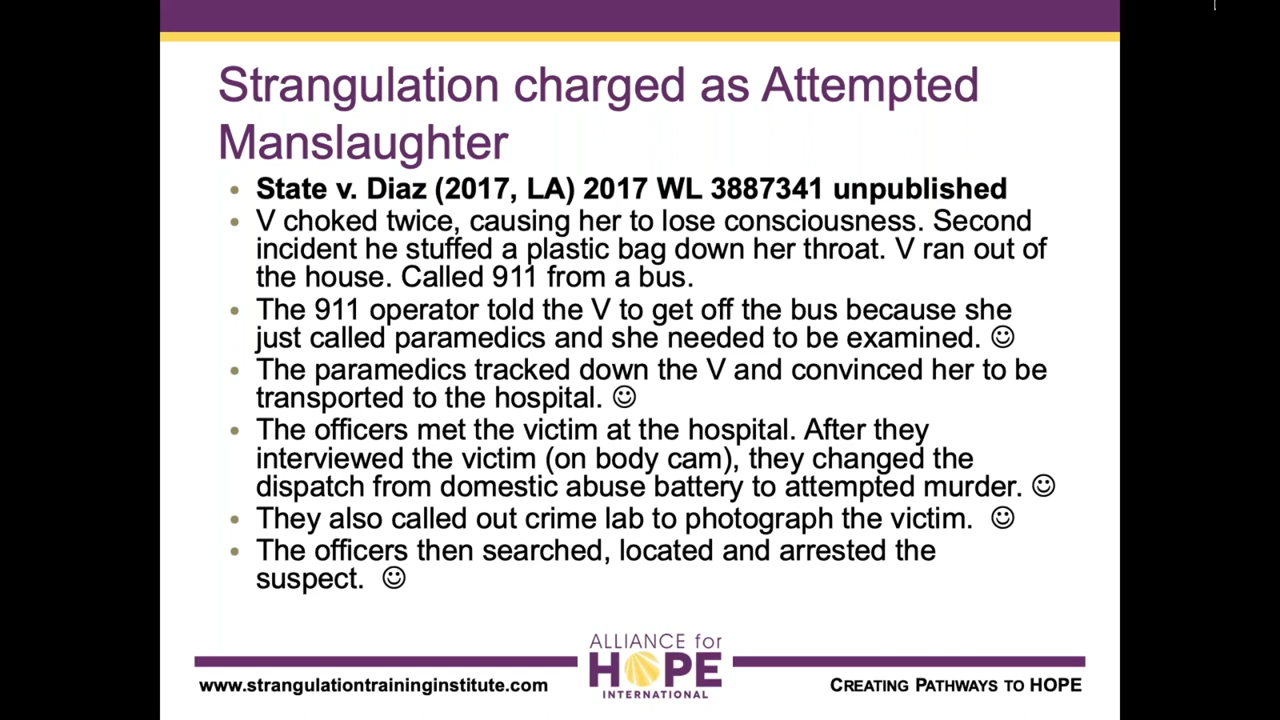 Strangulation charged as Attempted
Manslaughter
• State v. Diaz (2017, LA) 2017 WL 3887341 unpublished
• V choked twice, causing her to lose consciousness. Second
incident he stuffed a plastic bag down her throat. V ran out of
the house. Called 911 from a bus.
• The 911 operator told the V to get off the bus because she
just called paramedics and she needed to be examined. ☺
• The paramedics tracked down the V and convinced her to be
transported to the hospital. ☺
• The officers met the victim at the hospital. After they
interviewed the victim (on body cam), they changed the
dispatch from domestic abuse battery to attempted murder. ☺
• They also called out crime lab to photograph the victim. ☺
• The officers then searched, located and arrested the
suspect. ☺
ALLIANCE for
HOPE
INTERNATIONAL
www.strangulationtraininginstitute.com
CREATING PATHWAYS TO HOPE